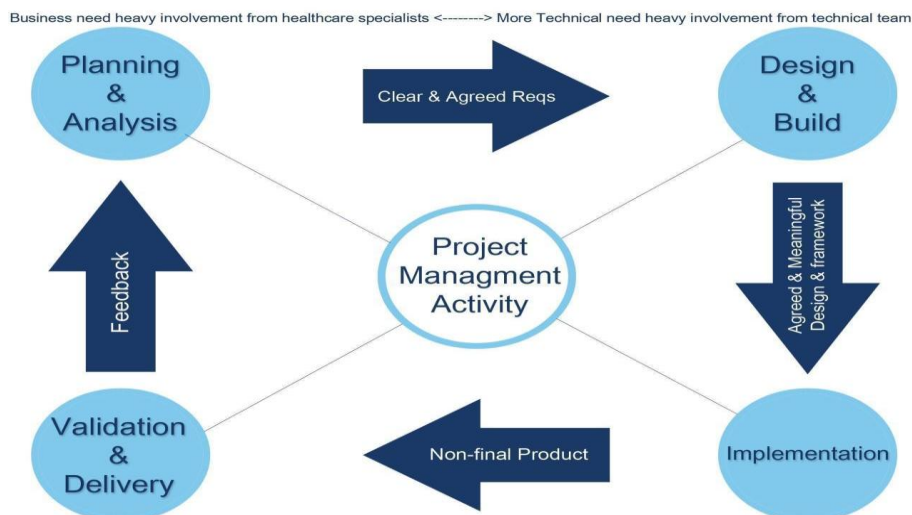 Business need heavy involvement from healthcare specialists <--------> More Technical need heavy involvement from technical team
Planning
&
Analysis
Clear & Agreed Reqs
Design
&
Build
Project
Managment
Activity
Feedback
Agreed & Meaningful
Design & framework
Validation
&
Delivery
Non-final Product
Implementation